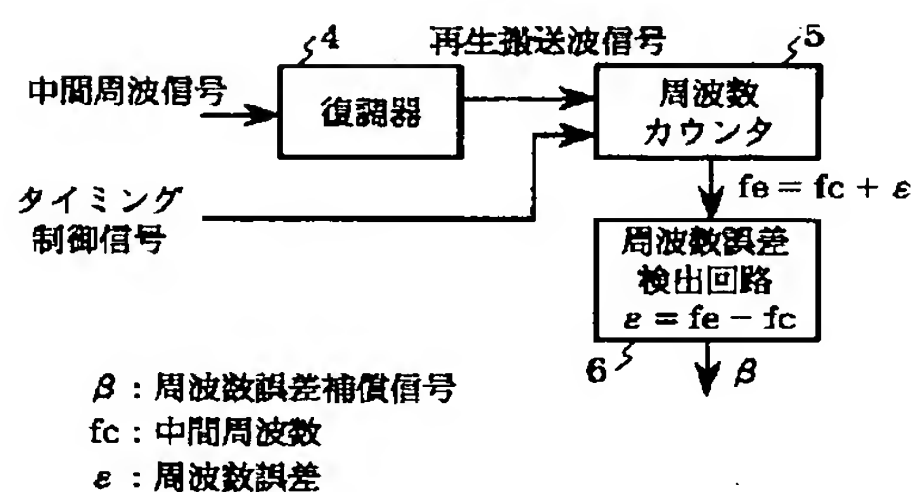 4
再生搬送波信号
5
中間周波信号
復調器
周波数
カウンタ
タイミング
制御信号
fe = fc + ε
周波数誤差
検出回路
ε = fe − fc
6
β
β : 周波数誤差補償信号
fc : 中間周波数
ε : 周波数誤差